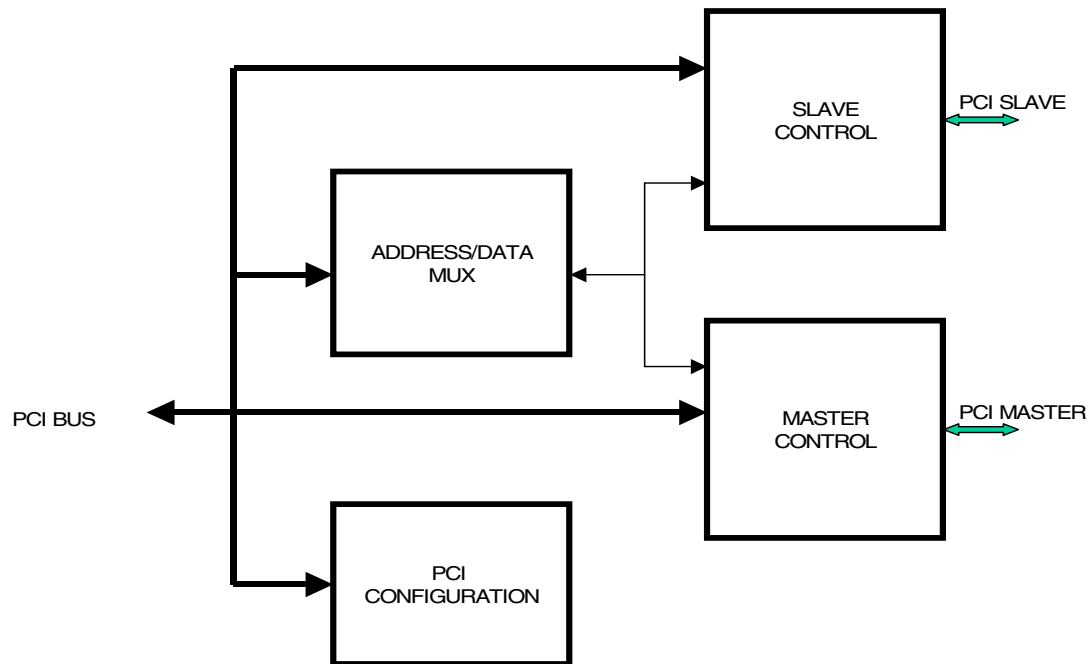 SLAVE
CONTROL
PCI SLAVE
ADDRESS/DATA
MUX
PCI BUS
MASTER
CONTROL
PCI MASTER
PCI
CONFIGURATION